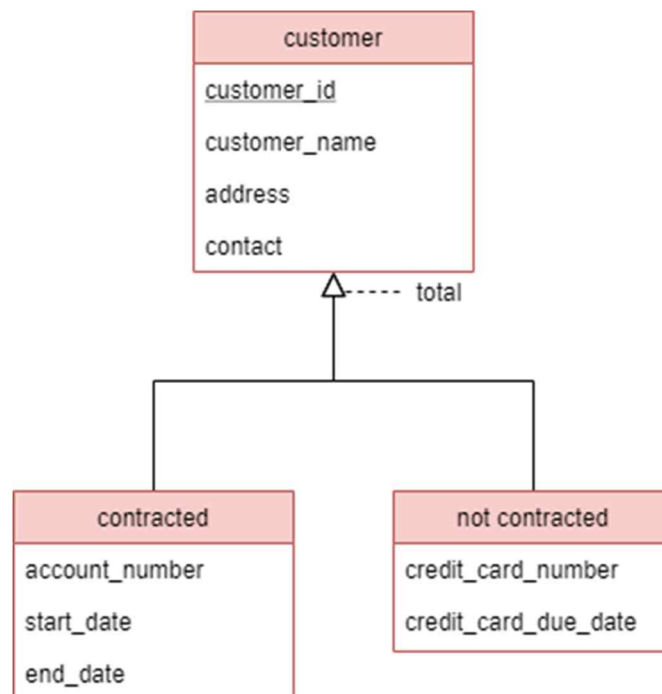 customer
customer_id
customer_name
address
contact
total
contracted
account_number
start_date
end_date
not contracted
credit_card_number
credit_card_due_date